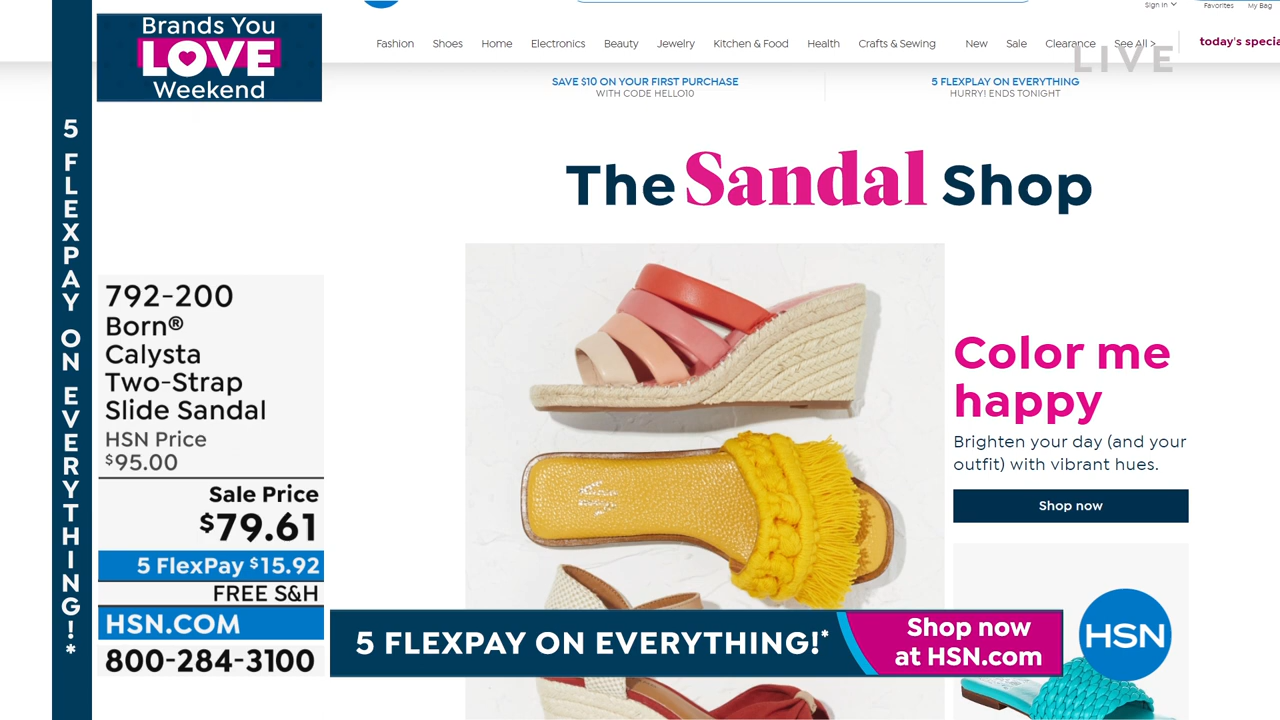 Brands You
LOVE
Weekend
5 FLEXPAY ON EVERYTHING!*
792-200
Born®
Calysta
Two-Strap
Slide Sandal
HSN Price
$95.00
Sale Price
$79.61
5 FlexPay $15.92
FREE S&H
HSN.COM
800-284-3100
Sign In
Favorites
My Bag
Fashion Shoes Home Electronics Beauty Jewelry Kitchen & Food Health Crafts & Sewing New Sale Clearance See All > today's specia
LIVE
SAVE $10 ON YOUR FIRST PURCHASE
WITH CODE HELLO10
5 FLEXPLAY ON EVERYTHING
HURRY! ENDS TONIGHT
The Sandal Shop
Color me
happy
Brighten your day (and your
outfit) with vibrant hues.
Shop now
5 FLEXPAY ON EVERYTHING!*
Shop now
at HSN.com
HSN